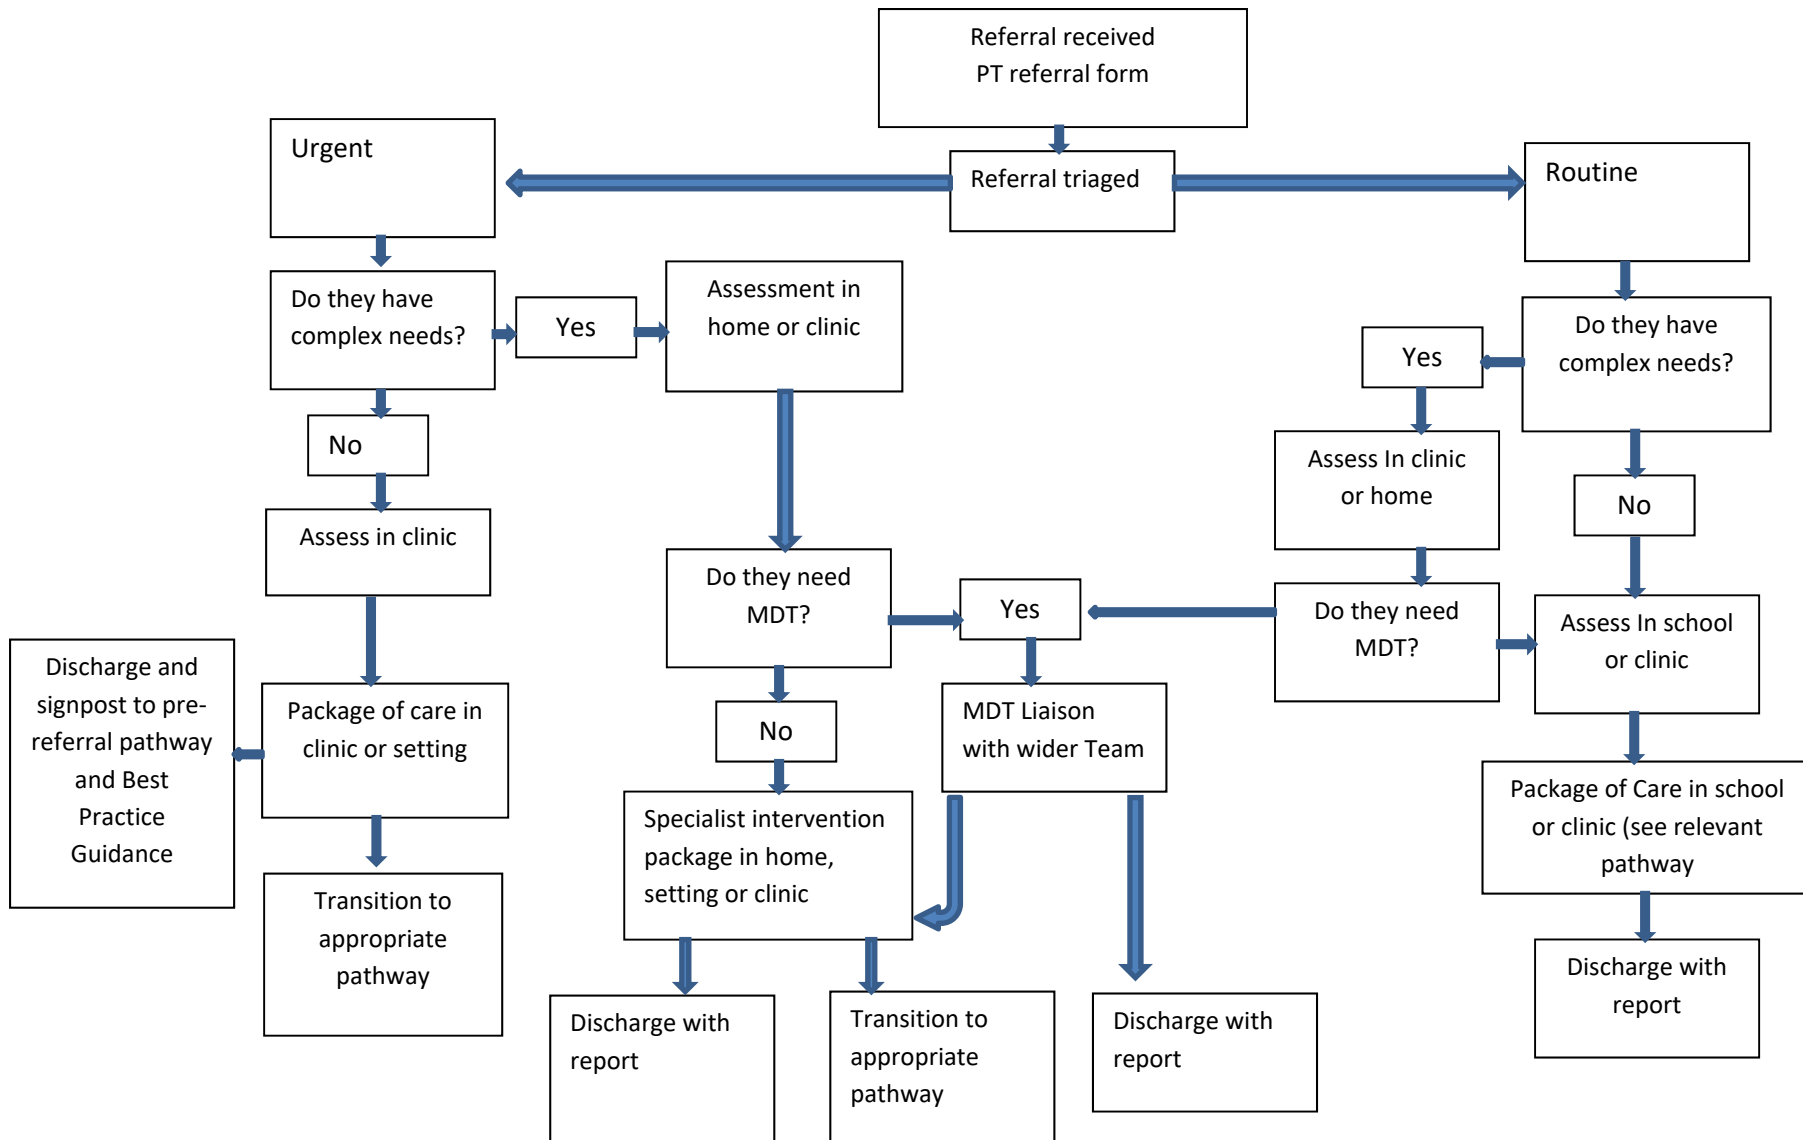 Referral received
PT referral form
Urgent
Referral triaged
Routine
Do they have
complex needs?
Yes
Assessment in
home or clinic
Do they have
complex needs?
Yes
No
Assess In clinic
or home
No
Assess in clinic
Do they need
MDT?
Yes
Do they need
MDT?
Assess In school
or clinic
Discharge and
signpost to pre-
referral pathway
and Best
Practice
Guidance
Package of care in
clinic or setting
No
MDT Liaison
with wider Team
Package of Care in school
or clinic (see relevant
pathway
Specialist intervention
package in home,
setting or clinic
Transition to
appropriate
pathway
Discharge with
report
Discharge with
report
Transition to
appropriate
pathway
Discharge with
report